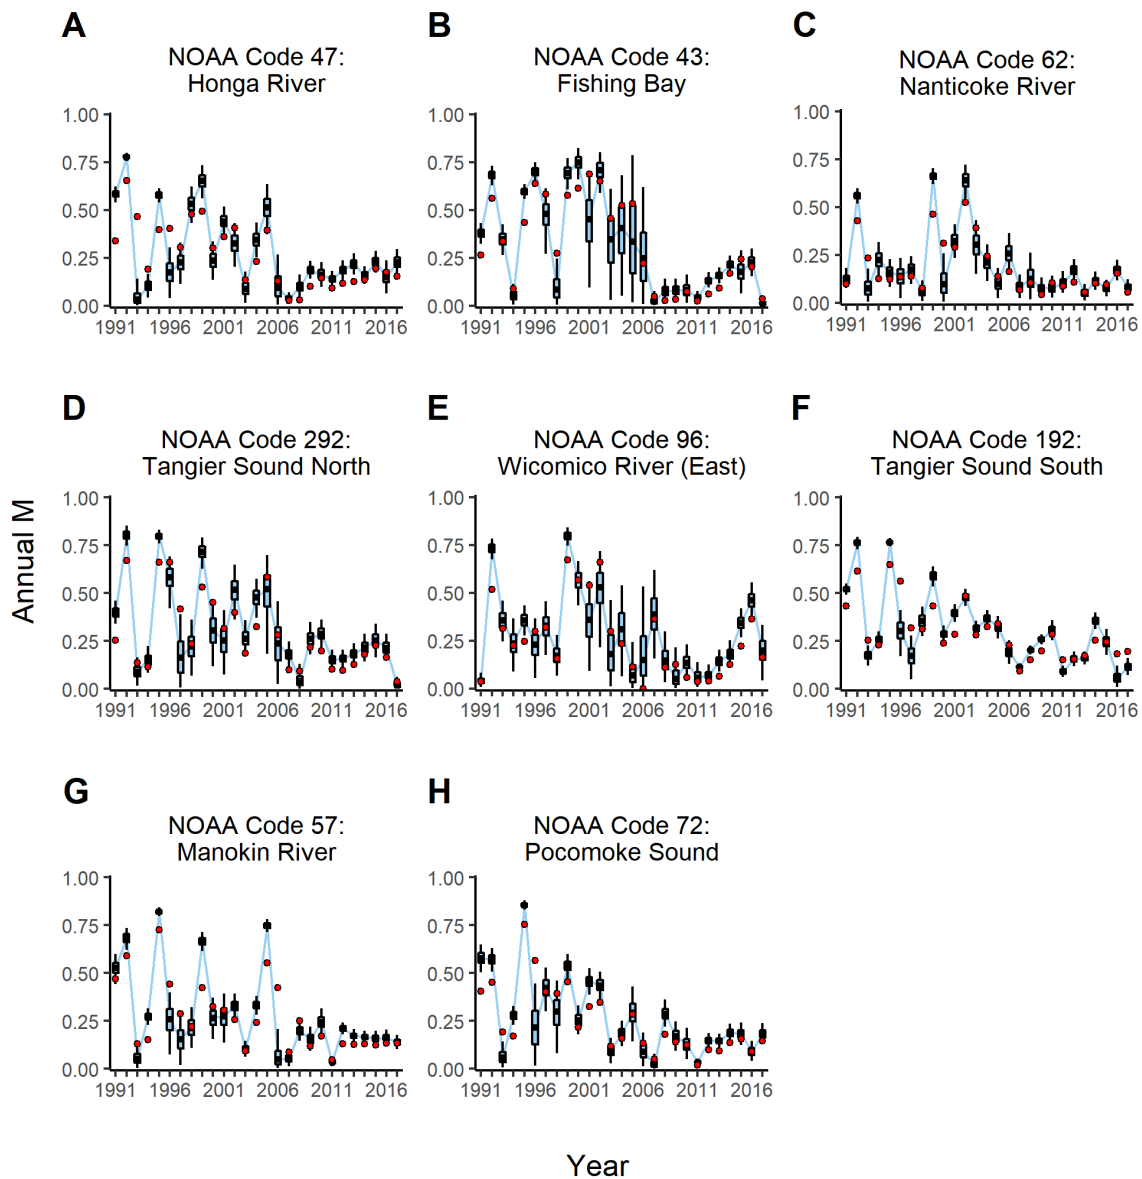 A
NOAA Code 47:
Honga River
B
NOAA Code 43:
Fishing Bay
C
NOAA Code 62:
Nanticoke River
1.00
0.75
0.50
0.25
0.00
1991 1996 2001 2006 2011 2016
1.00
0.75
0.50
0.25
0.00
1991 1996 2001 2006 2011 2016
1.00
0.75
0.50
0.25
0.00
1991 1996 2001 2006 2011 2016
Annual M
D
NOAA Code 292:
Tangier Sound North
E
NOAA Code 96:
Wicomico River (East)
F
NOAA Code 192:
Tangier Sound South
1.00
0.75
0.50
0.25
0.00
1991 1996 2001 2006 2011 2016
1.00
0.75
0.50
0.25
0.00
1991 1996 2001 2006 2011 2016
1.00
0.75
0.50
0.25
0.00
1991 1996 2001 2006 2011 2016
G
NOAA Code 57:
Manokin River
H
NOAA Code 72:
Pocomoke Sound
1.00
0.75
0.50
0.25
0.00
1991 1996 2001 2006 2011 2016
1.00
0.75
0.50
0.25
0.00
1991 1996 2001 2006 2011 2016
Year